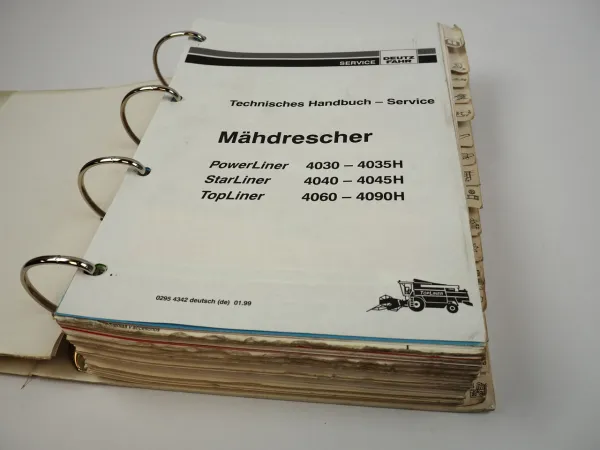 SERVICE DEUTZ
FAHR
Technisches Handbuch – Service
Mähdrescher
PowerLiner 4030 – 4035H
StarLiner 4040 – 4045H
TopLiner 4060 – 4090H
0295 4342 deutsch (de) 01.99